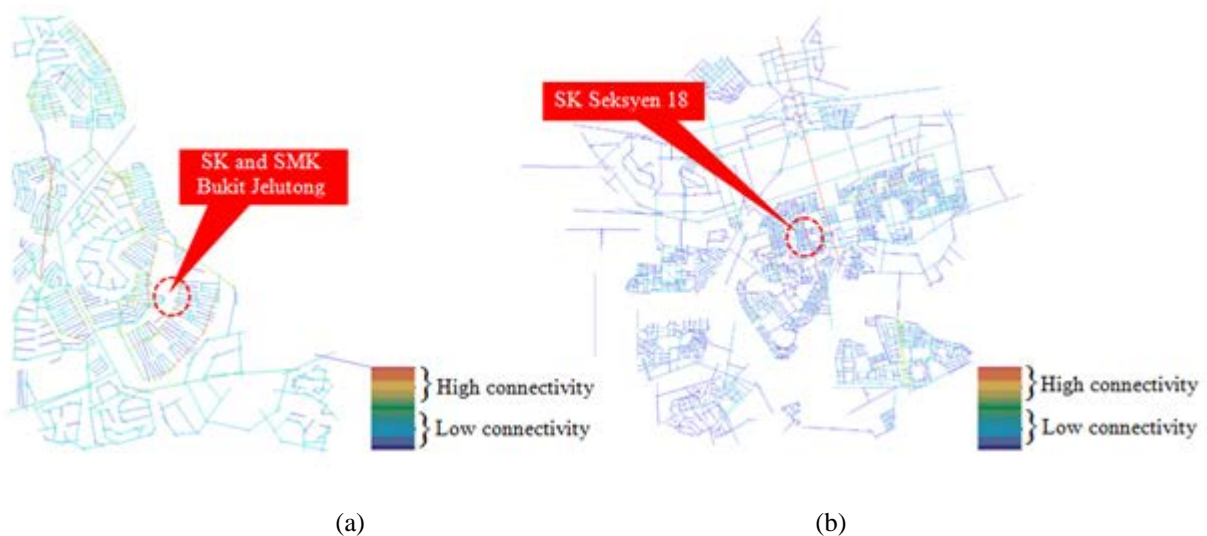 SK and SMK
Bukit Jelutong
High connectivity
Low connectivity
(a)
SK Seksyen 18
High connectivity
Low connectivity
(b)